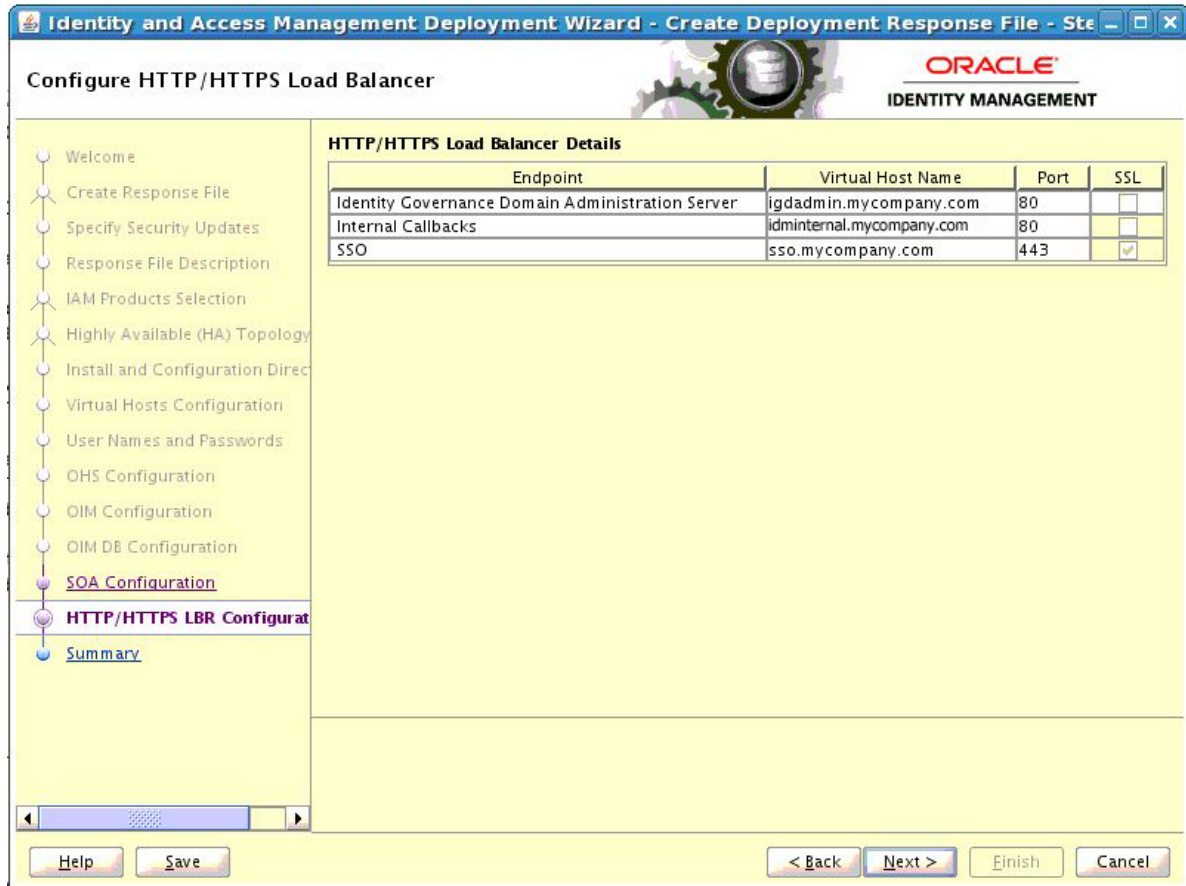 Identity and Access Management Deployment Wizard - Create Deployment Response File - Ste
Configure HTTP/HTTPS Load Balancer
ORACLE
IDENTITY MANAGEMENT
Welcome
Create Response File
Specify Security Updates
Response File Description
IAM Products Selection
Highly Available (HA) Topology
Install and Configuration Direc
Virtual Hosts Configuration
User Names and Passwords
OHS Configuration
OIM Configuration
OIM DB Configuration
SOA Configuration
HTTP/HTTPS LBR Configurat
Summary
HTTP/HTTPS Load Balancer Details
Endpoint Virtual Host Name Port SSL
Identity Governance Domain Administration Server igdadmin.mycompany.com 80
Internal Callbacks idminternal.mycompany.com 80
SSO sso.mycompany.com 443
Help Save < Back Next > Finish Cancel